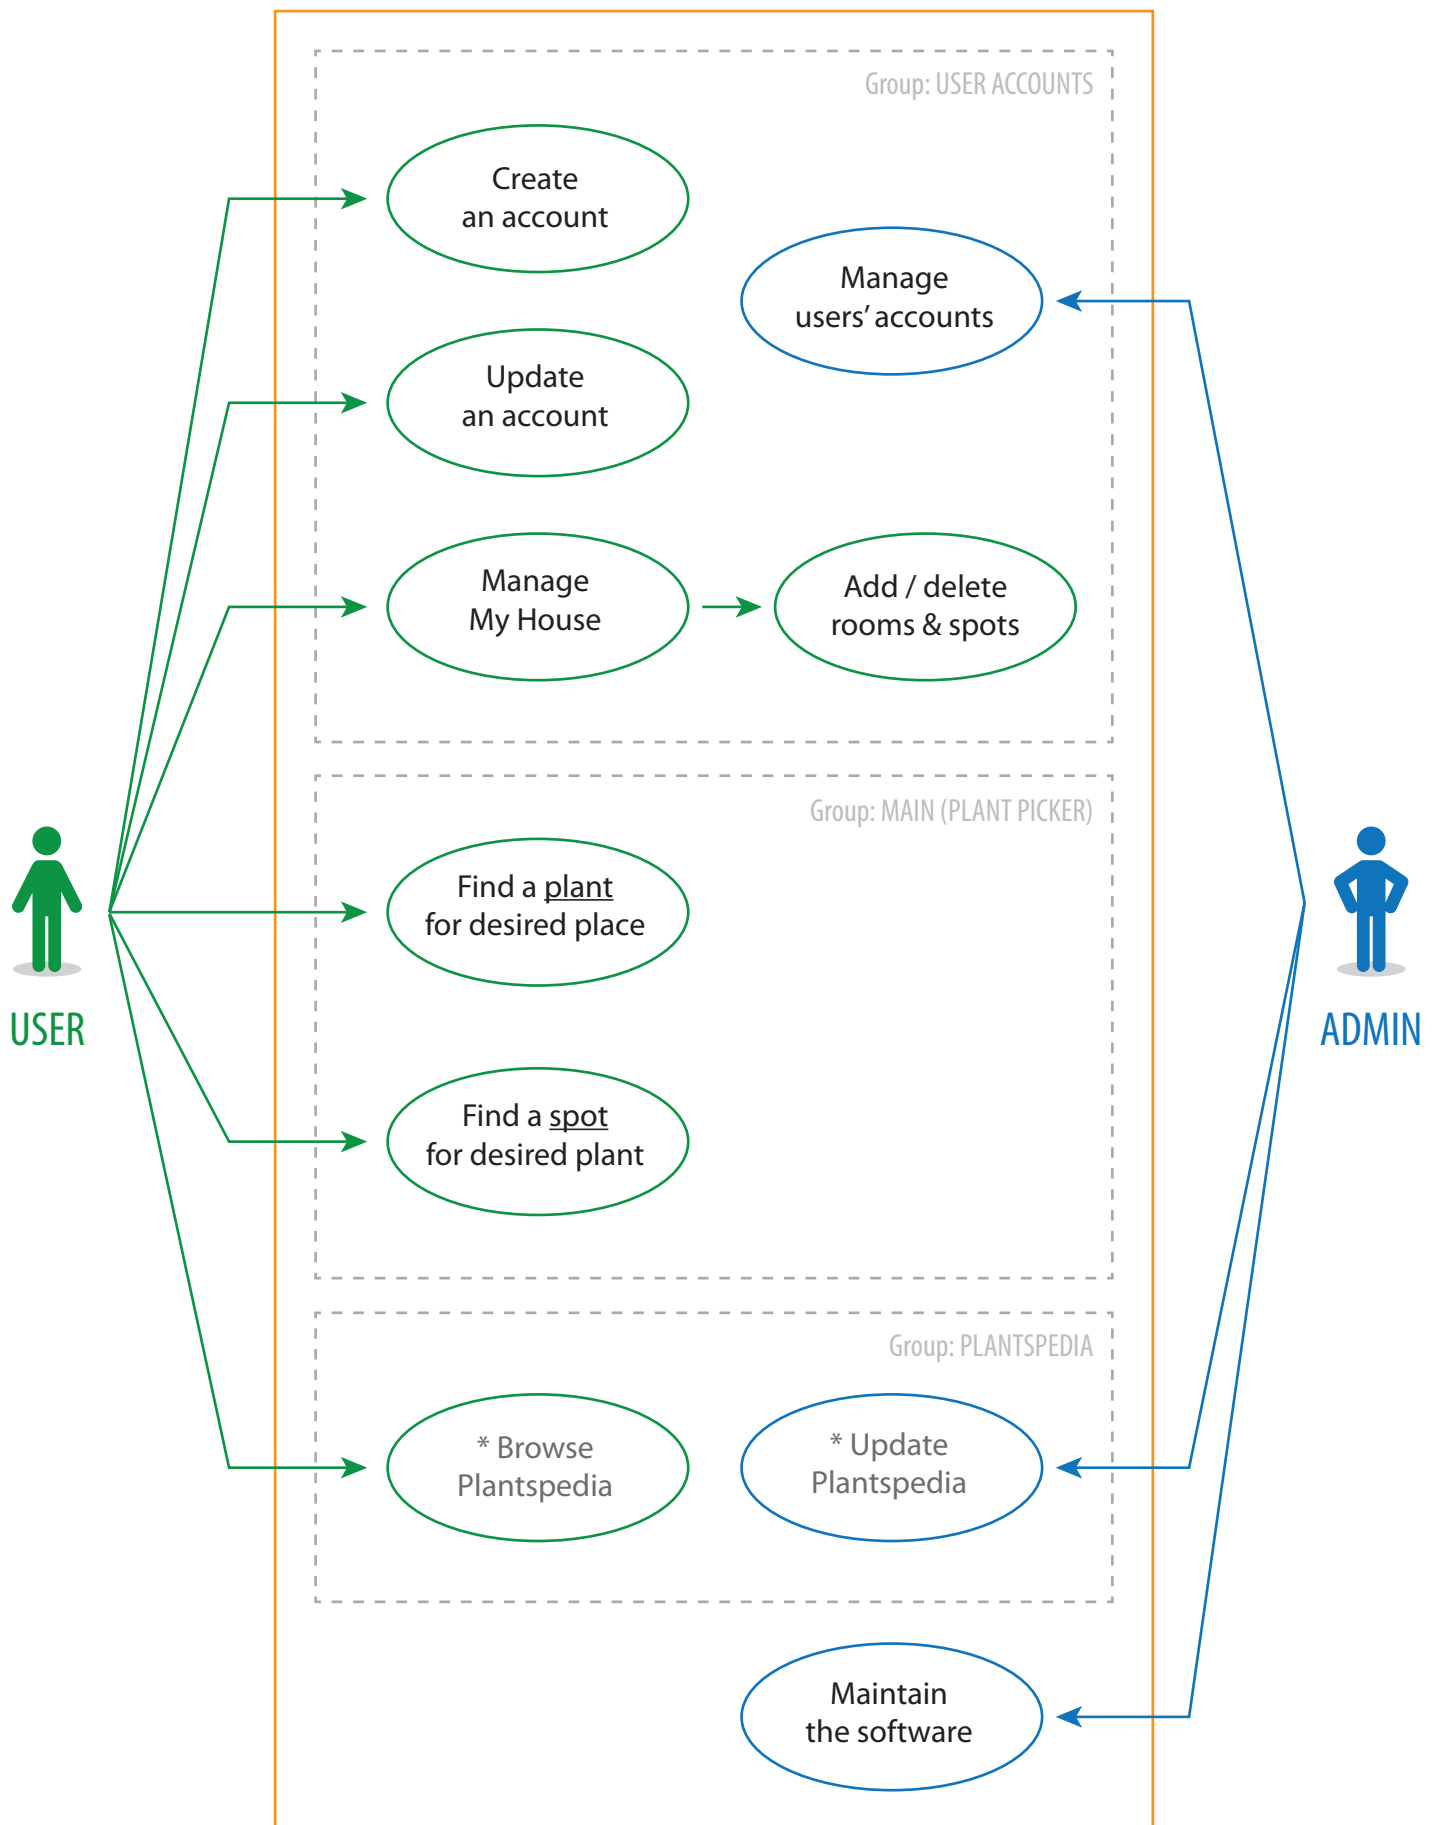 Group: USER ACCOUNTS
Create
an account
Manage
users’ accounts
Update
an account
Manage
My House
Add / delete
rooms & spots
Group: MAIN (PLANT PICKER)
Find a plant
for desired place
USER
ADMIN
Find a spot
for desired plant
Group: PLANTSPEDIA
* Browse
Plantspedia
* Update
Plantspedia
Maintain
the software